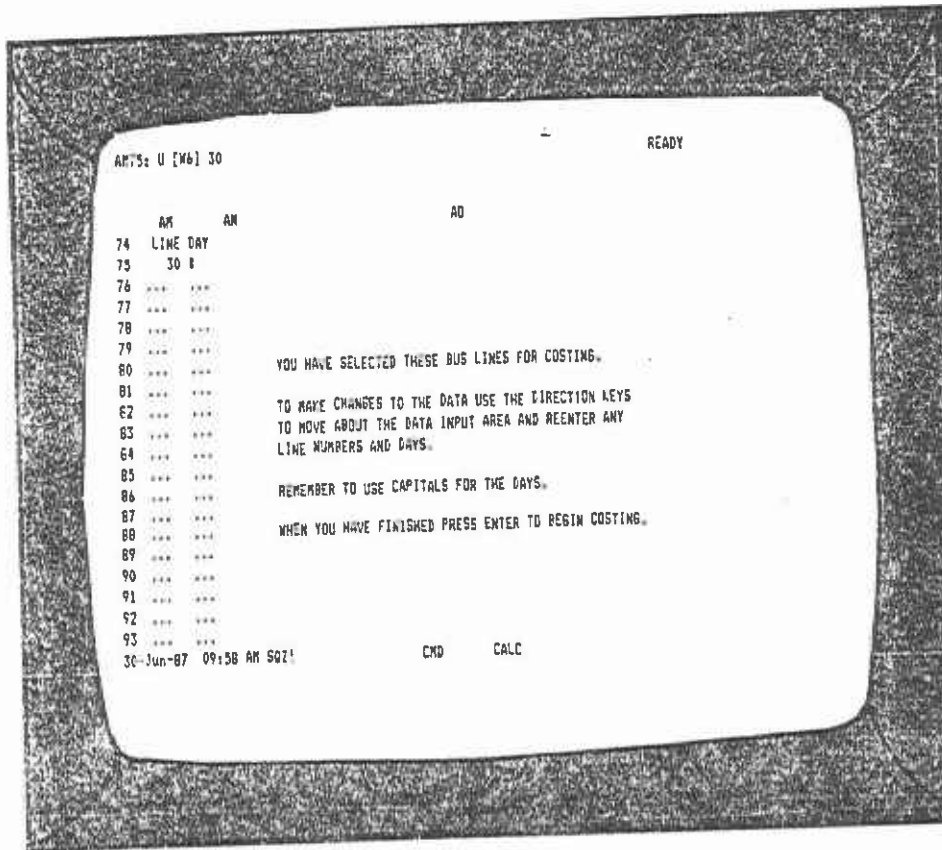 AM75: U [W6] 30 READY
AM AN AO
74 LINE DAY
75 30 B
76 ... ...
77 ... ...
78 ... ...
79 ... ...
80 ... ... YOU HAVE SELECTED THESE BUS LINES FOR COSTING.
81 ... ...
82 ... ... TO MAKE CHANGES TO THE DATA USE THE DIRECTION KEYS
83 ... ... TO MOVE ABOUT THE DATA INPUT AREA AND REENTER ANY
84 ... ... LINE NUMBERS AND DAYS.
85 ... ...
86 ... ... REMEMBER TO USE CAPITALS FOR THE DAYS.
87 ... ...
88 ... ... WHEN YOU HAVE FINISHED PRESS ENTER TO BEGIN COSTING.
89 ... ...
90 ... ...
91 ... ...
92 ... ...
93 ... ...
30-Jun-87 09:58 AM SQZ! CMD CALC